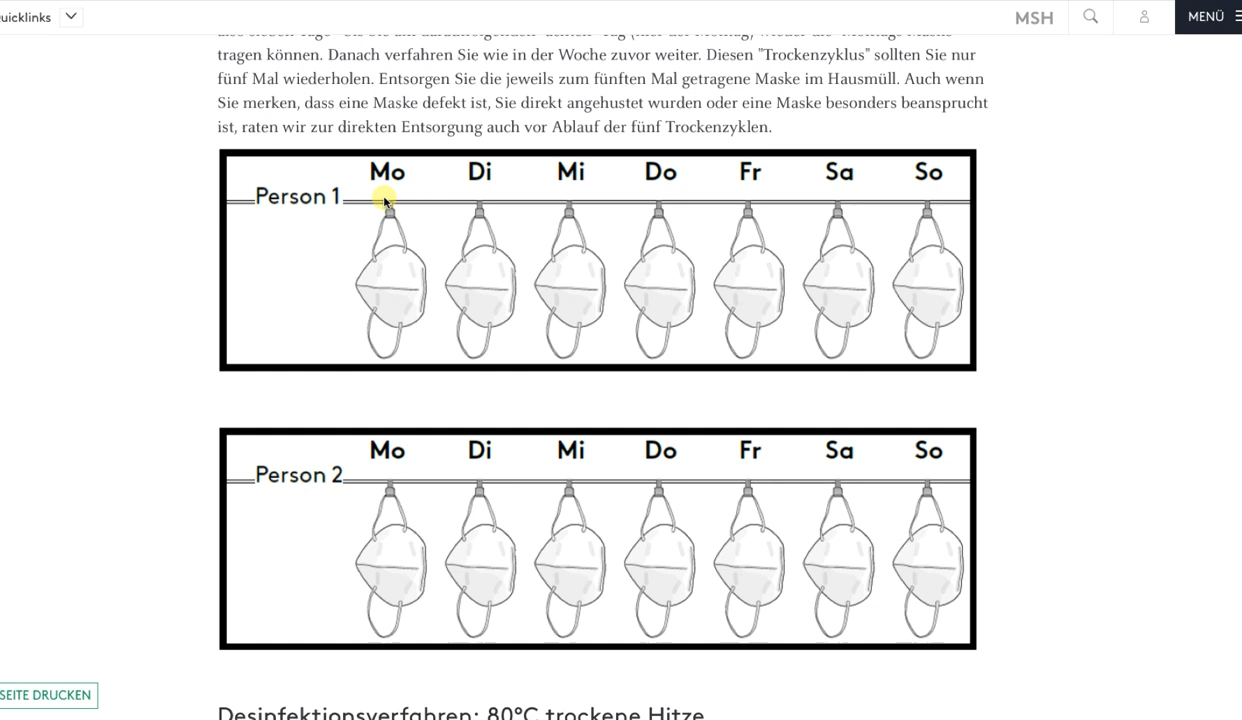 uicklinks
MSH
MENÜ
tragen können. Danach verfahren Sie wie in der Woche zuvor weiter. Diesen "Trockenzyklus" sollten Sie nur
fünf Mal wiederholen. Entsorgen Sie die jeweils zum fünften Mal getragene Maske im Hausmüll. Auch wenn
Sie merken, dass eine Maske defekt ist, Sie direkt angehustet wurden oder eine Maske besonders beansprucht
ist, raten wir zur direkten Entsorgung auch vor Ablauf der fünf Trockenzyklen.
Mo Di Mi Do Fr Sa So
Person 1
Mo Di Mi Do Fr Sa So
Person 2
SEITE DRUCKEN
Desinfektionsverfahren: 80°C trockene Hitze